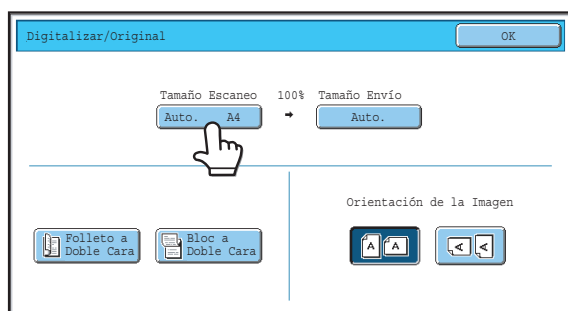 Digitalizar/Original
OK
Tamaño Escaneo 100% Tamaño Envío
Auto. A4 → Auto.
Orientación de la Imagen
Folleto a
Doble Cara
Bloc a
Doble Cara
A A A A